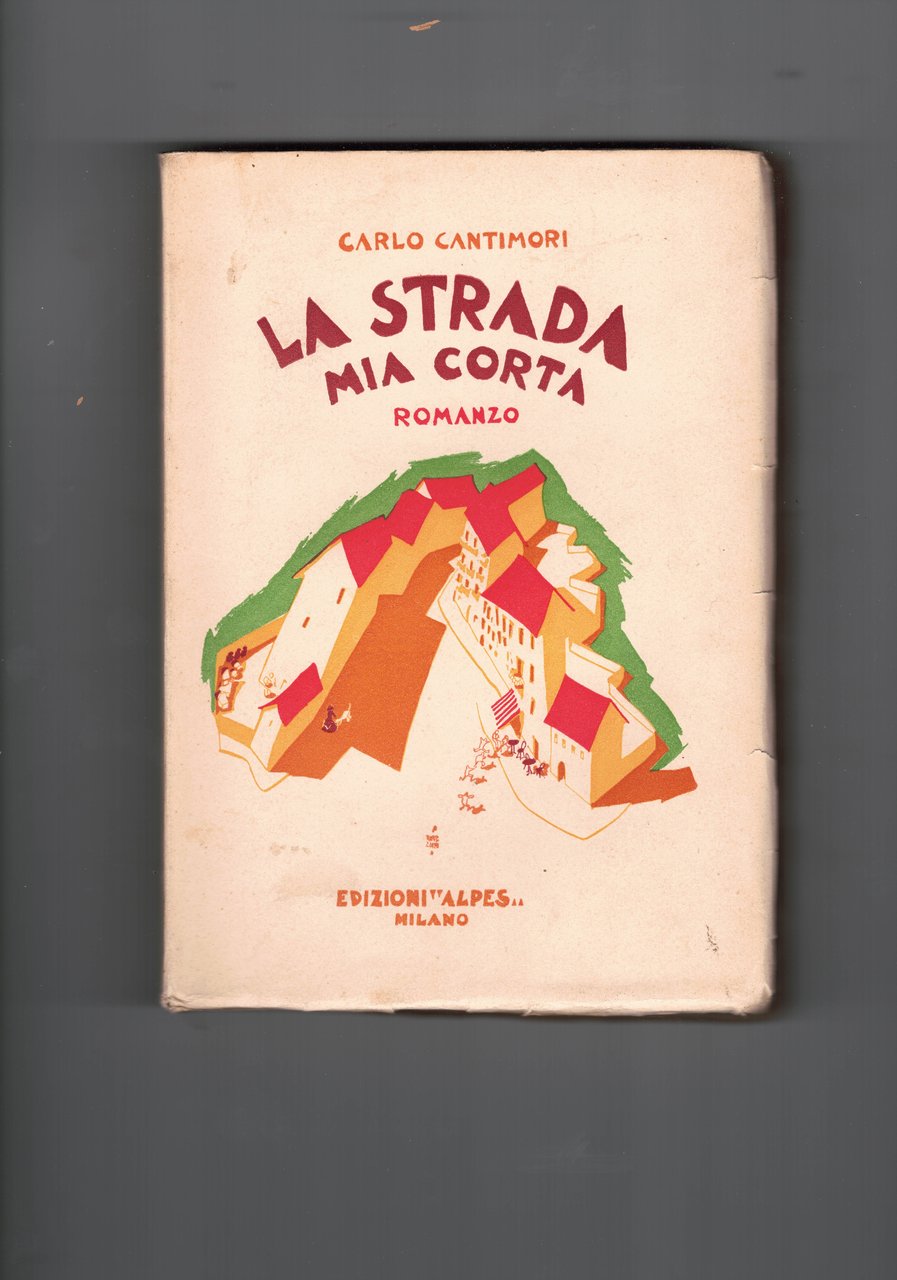 CARLO CANTIMORI
LA STRADA
MIA CORTA
ROMANZO
EDIZIONI "ALPES"
MILANO